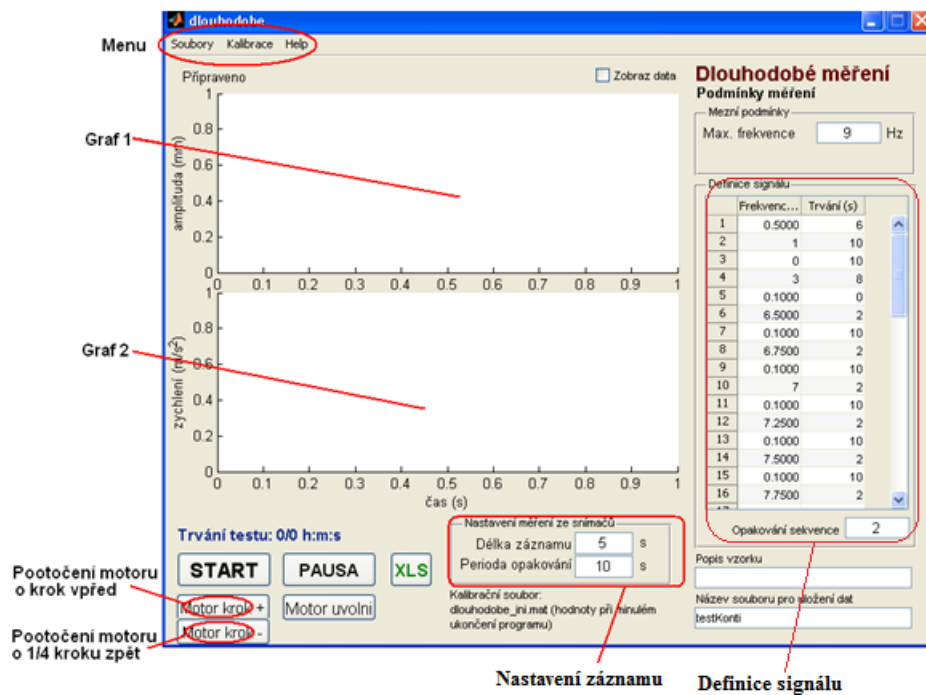 dlouhodobe
Menu
Soubory Kalibrace Help
Připraveno
Zobraz data
Dlouhodobé měření
Podmínky měření
Mezní podmínky
Max. frekvence 9 Hz
Graf 1
amplituda (mm)
1
0.8
0.6
0.4
0.2
0
0 0.1 0.2 0.3 0.4 0.5 0.6 0.7 0.8 0.9 1
Graf 2
zychlení (m/s²)
1
0.8
0.6
0.4
0.2
0
0 0.1 0.2 0.3 0.4 0.5 0.6 0.7 0.8 0.9 1
čas (s)
Definice signálu
Frekvenc... Trvání (s)
1 0.5000 6
2 1 10
3 0 10
4 3 8
5 0.1000 0
6 6.5000 2
7 0.1000 10
8 6.7500 2
9 0.1000 10
10 7 2
11 0.1000 10
12 7.2500 2
13 0.1000 10
14 7.5000 2
15 0.1000 10
16 7.7500 2
Opakování sekvence 2
Trvání testu: 0/0 h:m:s
START PAUSA XLS
Motor krok + Motor uvolni
Motor krok -
Pootočení motoru
o krok vpřed
Pootočení motoru
o 1/4 kroku zpět
Nastavení měření ze snímačů
Délka záznamu 5 s
Perioda opakování 10 s
Kalibrační soubor:
dlouhodobe_ini.mat (hodnoty při minulém
ukončení programu)
Popis vzorku
Název souboru pro uložení dat
testKonti
Nastavení záznamu
Definice signálu